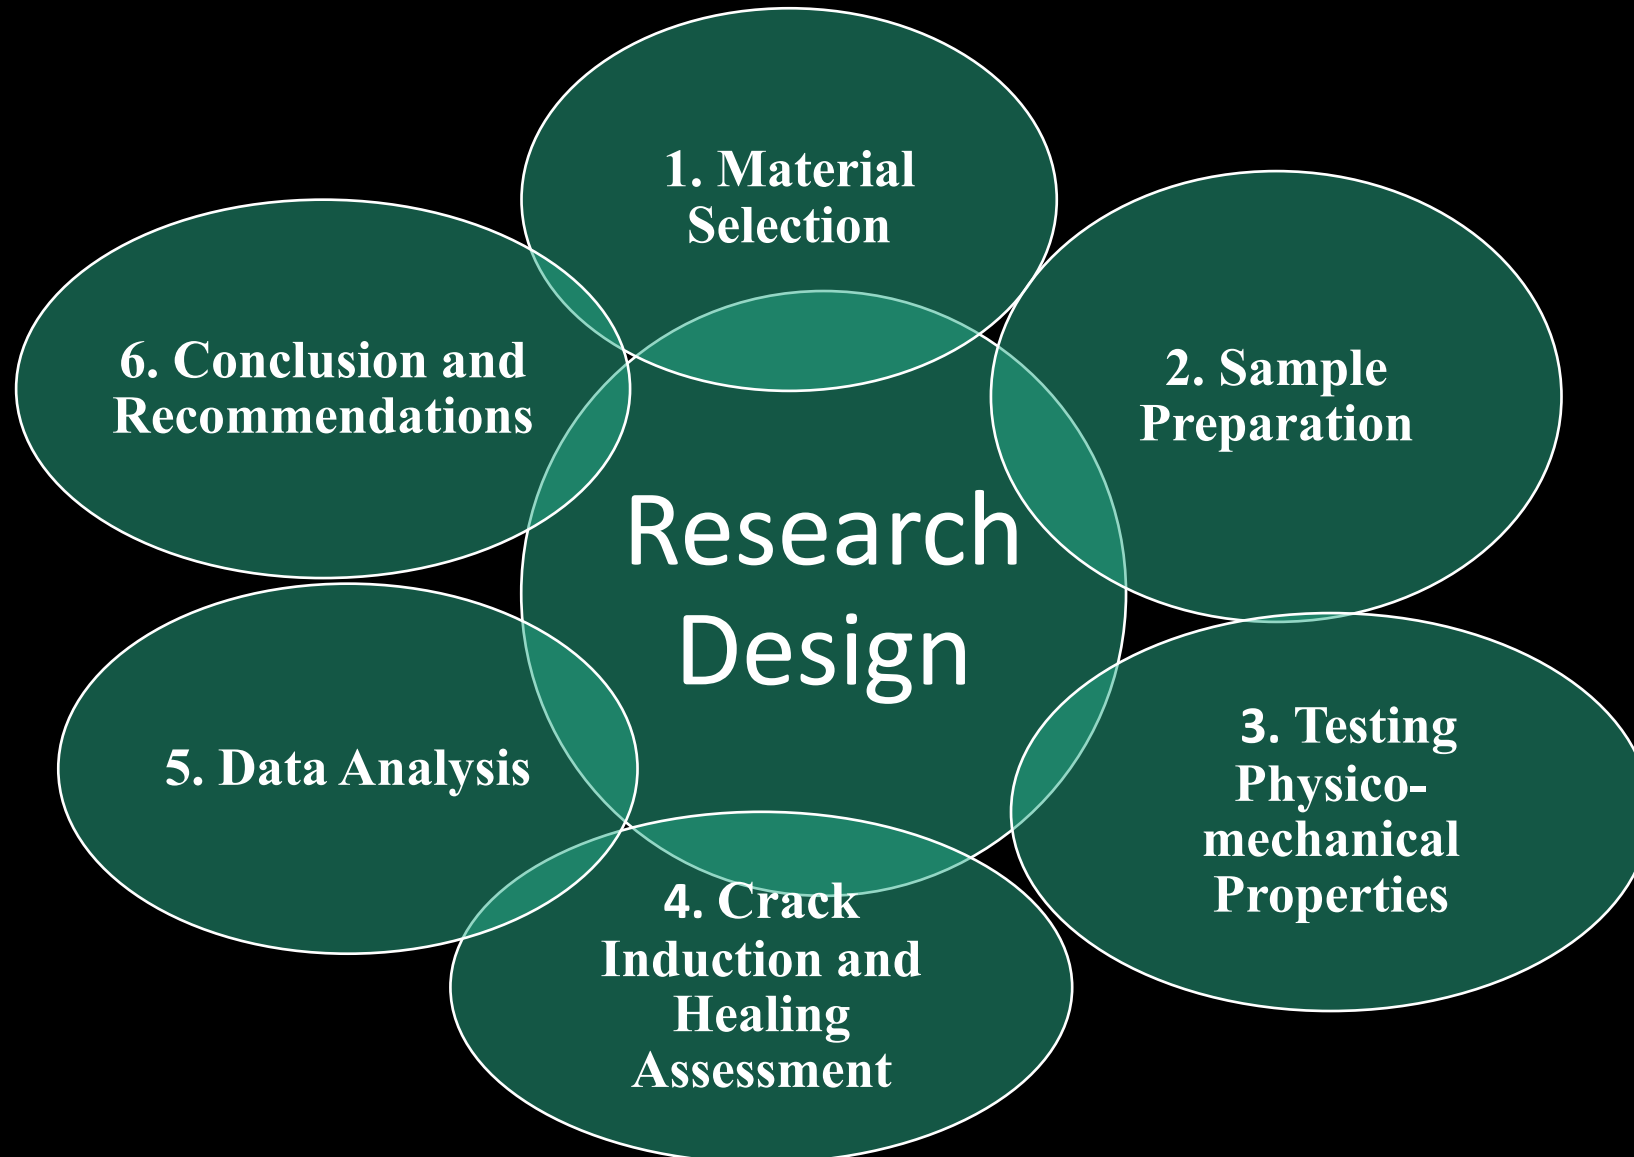 1. Material
Selection
2. Sample
Preparation
3. Testing
Physico-
mechanical
Properties
4. Crack
Induction and
Healing
Assessment
5. Data Analysis
6. Conclusion and
Recommendations
Research
Design